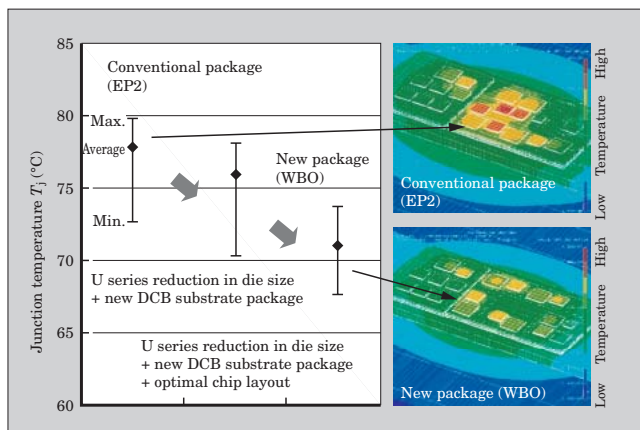 85
80
75
70
65
60
Junction temperature Tj (°C)
Conventional package
(EP2)
Max.
Average
Min.
New package
(WBO)
U series reduction in die size
+ new DCB substrate package
U series reduction in die size
+ new DCB substrate package
+ optimal chip layout
Conventional package
(EP2)
Low Temperature High
New package (WBO)
Low Temperature High